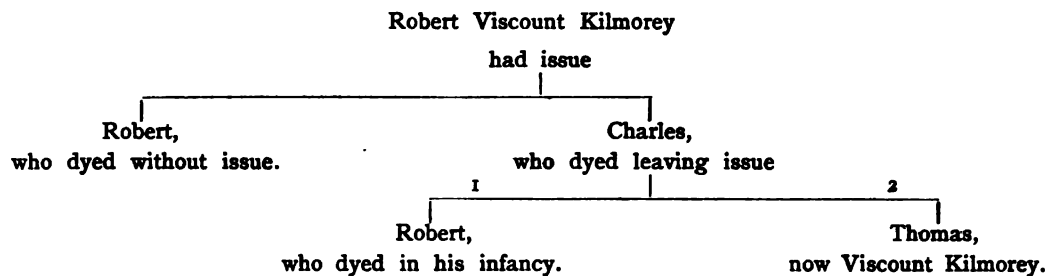 Robert Viscount Kilmorey
had issue
Robert,
who dyed without issue.
Charles,
who dyed leaving issue
1
2
Robert,
who dyed in his infancy.
Thomas,
now Viscount Kilmorey.